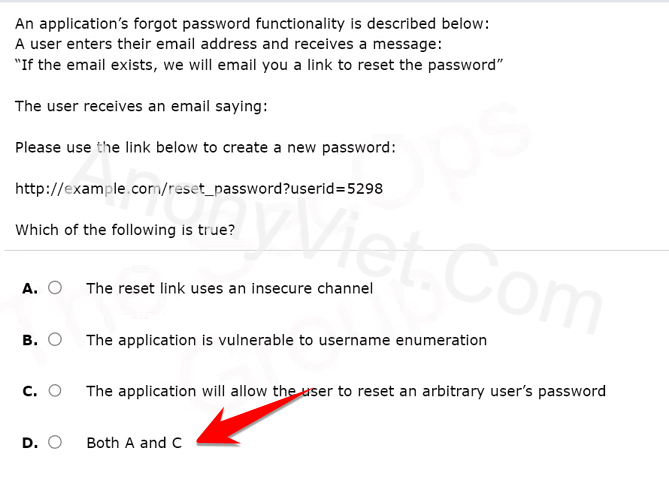 An application’s forgot password functionality is described below:
A user enters their email address and receives a message:
“If the email exists, we will email you a link to reset the password”
The user receives an email saying:
Please use the link below to create a new password:
http://example.com/reset_password?userid=5298
Which of the following is true?
A. The reset link uses an insecure channel
B. The application is vulnerable to username enumeration
C. The application will allow the user to reset an arbitrary user’s password
D. Both A and C
AnonyViet.Com